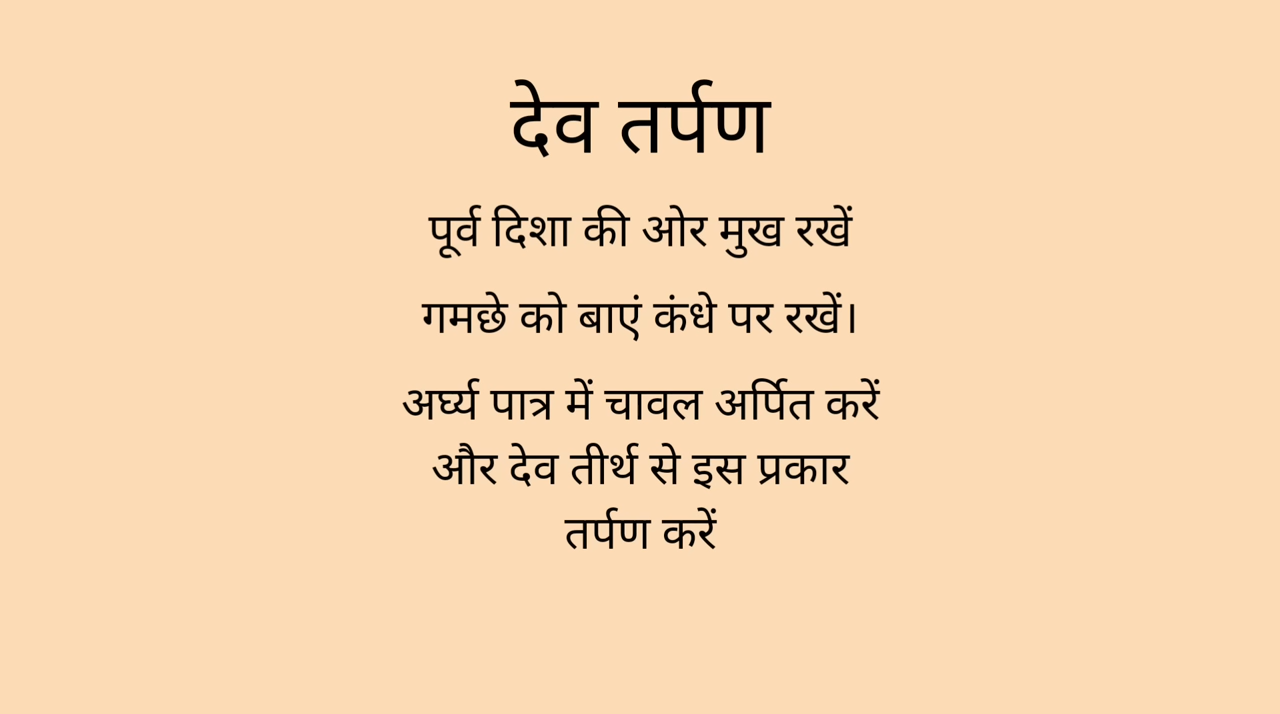 देव तर्पण
पूर्व दिशा की ओर मुख रखें
गमछे को बाएं कंधे पर रखें।
अर्घ्य पात्र में चावल अर्पित करें
और देव तीर्थ से इस प्रकार
तर्पण करें